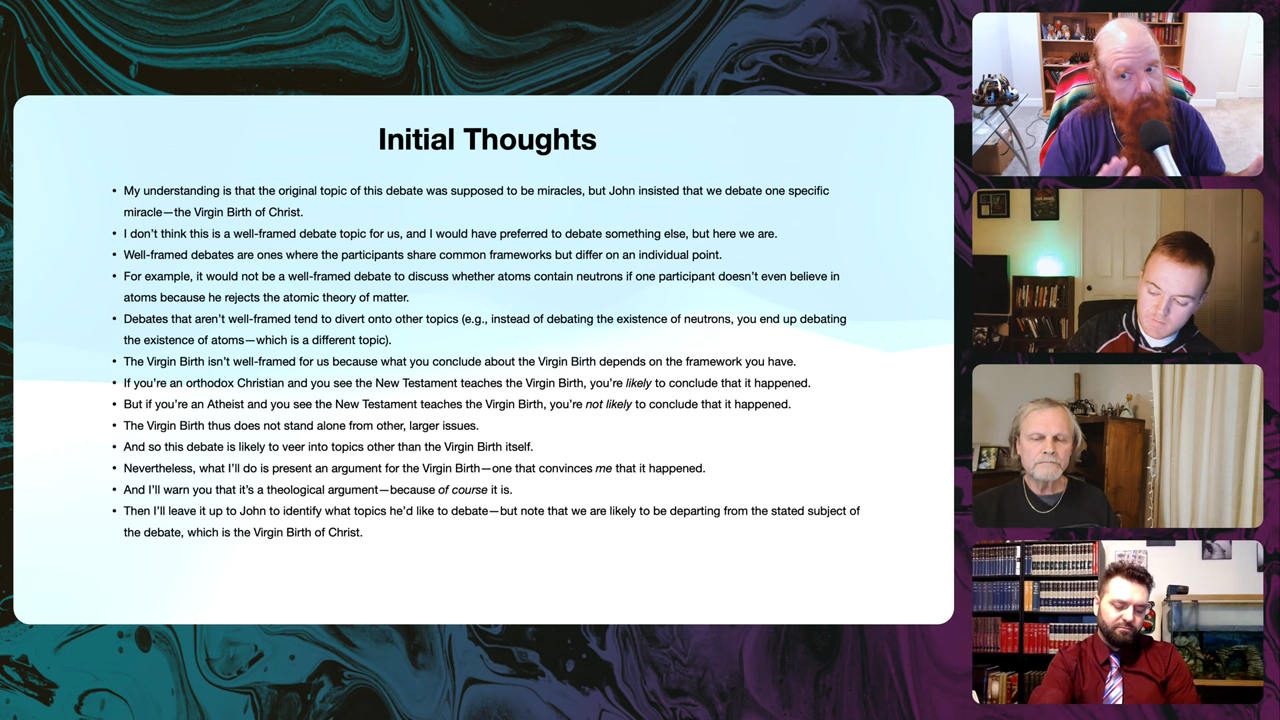 Initial Thoughts
• My understanding is that the original topic of this debate was supposed to be miracles, but John insisted that we debate one specific
miracle—the Virgin Birth of Christ.
• I don’t think this is a well-framed debate topic for us, and I would have preferred to debate something else, but here we are.
• Well-framed debates are ones where the participants share common frameworks but differ on an individual point.
• For example, it would not be a well-framed debate to discuss whether atoms contain neutrons if one participant doesn’t even believe in
atoms because he rejects the atomic theory of matter.
• Debates that aren’t well-framed tend to divert onto other topics (e.g., instead of debating the existence of neutrons, you end up debating
the existence of atoms—which is a different topic).
• The Virgin Birth isn’t well-framed for us because what you conclude about the Virgin Birth depends on the framework you have.
• If you’re an orthodox Christian and you see the New Testament teaches the Virgin Birth, you’re likely to conclude that it happened.
• But if you’re an Atheist and you see the New Testament teaches the Virgin Birth, you’re not likely to conclude that it happened.
• The Virgin Birth thus does not stand alone from other, larger issues.
• And so this debate is likely to veer into topics other than the Virgin Birth itself.
• Nevertheless, what I’ll do is present an argument for the Virgin Birth—one that convinces me that it happened.
• And I’ll warn you that it’s a theological argument—because of course it is.
• Then I’ll leave it up to John to identify what topics he’d like to debate—but note that we are likely to be departing from the stated subject of
the debate, which is the Virgin Birth of Christ.